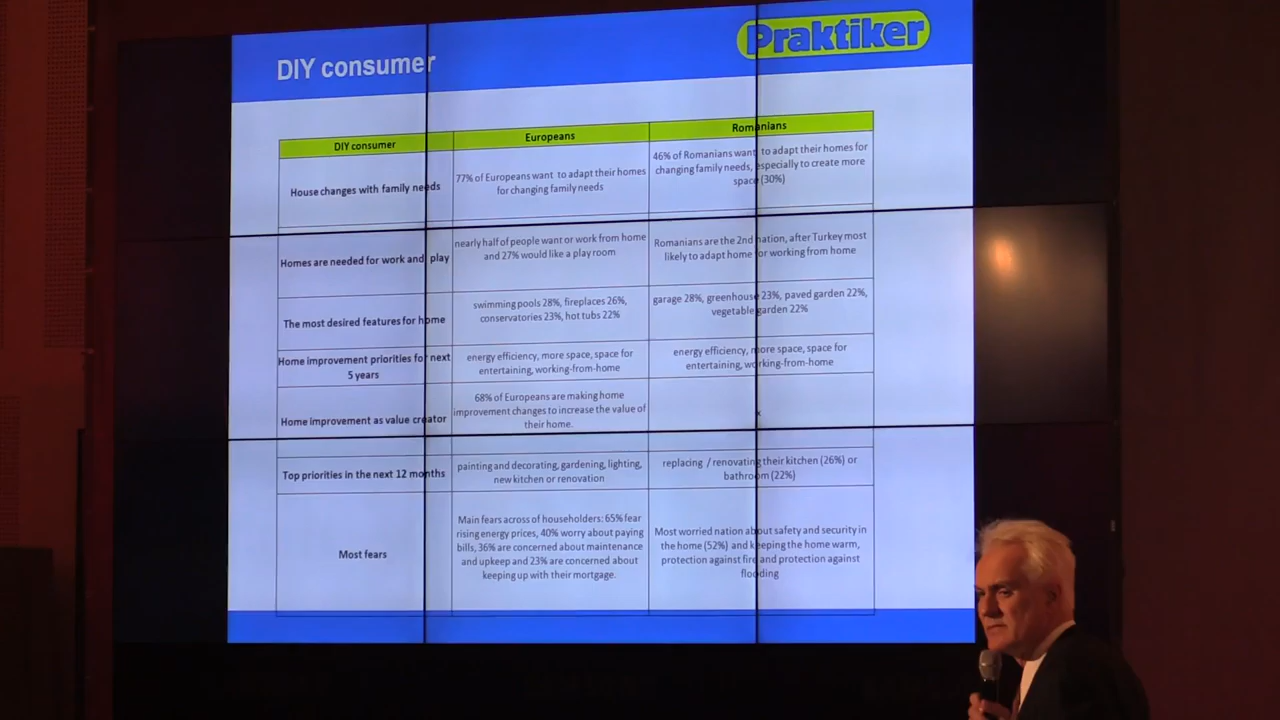 Praktiker
DIY consumer
DIY consumer
Europeans
Romanians
House changes with family needs
77% of Europeans want to adapt their homes
for changing family needs
46% of Romanians want to adapt their homes for
changing family needs, especially to create more
space (30%)
Homes are needed for work and play
nearly half of people want or work from home
and 27% would like a play room
Romanians are the 2nd nation, after Turkey most
likely to adapt home for working from home
The most desired features for home
swimming pools 28%, fireplaces 26%,
conservatories 23%, hot tubs 22%
garage 28%, greenhouse 23%, paved garden 22%,
vegetable garden 22%
Home improvement priorities for next
5 years
energy efficiency, more space, space for
entertaining, working-from-home
energy efficiency, more space, space for
entertaining, working-from-home
Home improvement as value creator
68% of Europeans are making home
improvement changes to increase the value of
their home.
x
Top priorities in the next 12 months
painting and decorating, gardening, lighting,
new kitchen or renovation
replacing / renovating their kitchen (26%) or
bathroom (22%)
Most fears
Main fears across of householders: 65% fear
rising energy prices, 40% worry about paying
bills, 36% are concerned about maintenance
and upkeep and 23% are concerned about
keeping up with their mortgage.
Most worried nation about safety and security in
the home (52%) and keeping the home warm,
protection against fire and protection against
flooding